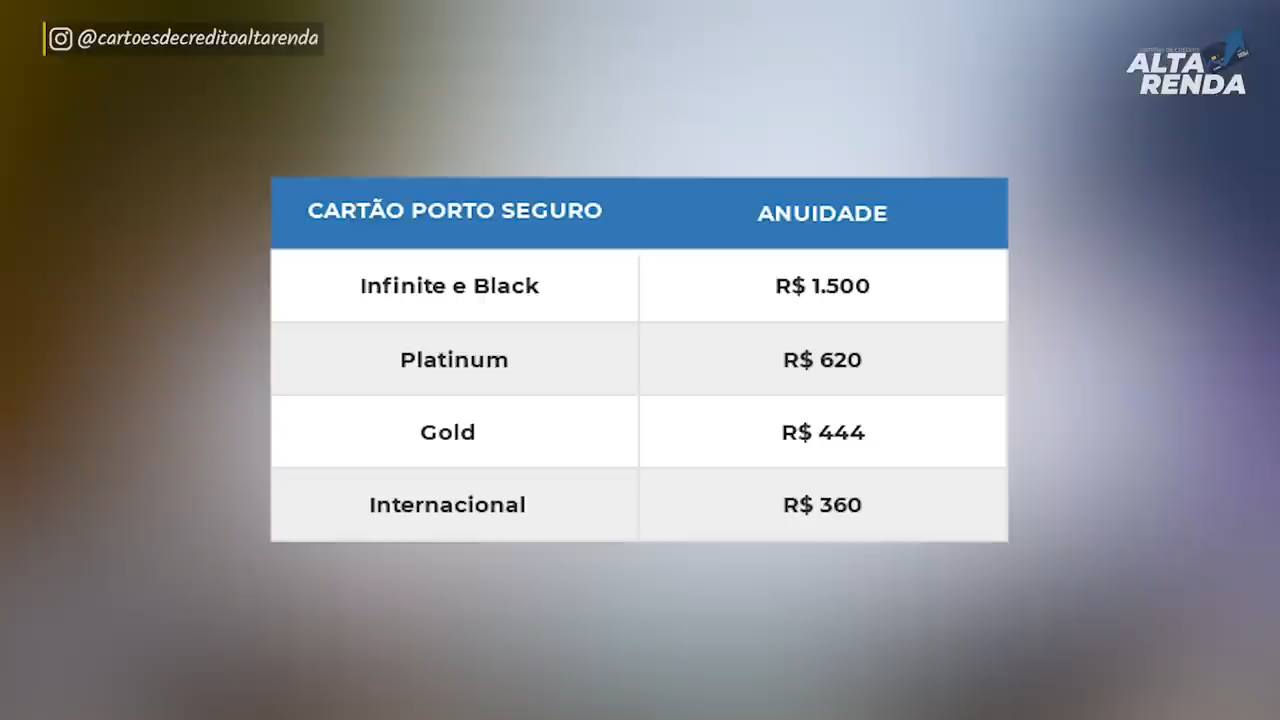 @cartoesdecreditoaltarenda
ALTA
RENDA
CARTÃO PORTO SEGURO ANUIDADE
Infinite e Black R$ 1.500
Platinum R$ 620
Gold R$ 444
Internacional R$ 360